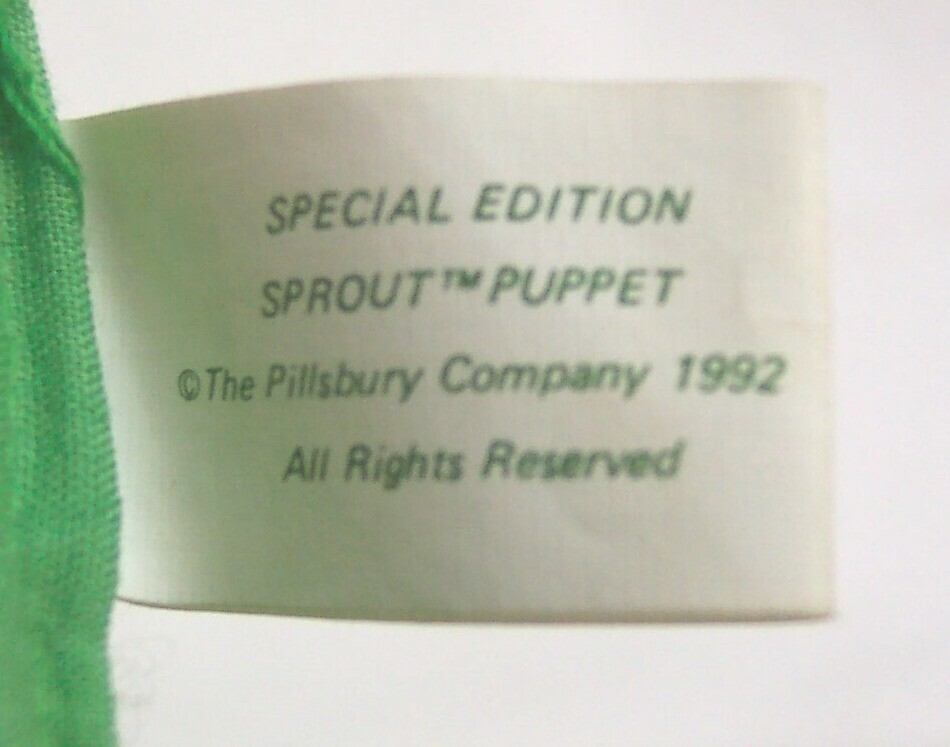 SPECIAL EDITION
SPROUT™ PUPPET
©The Pillsbury Company 1992
All Rights Reserved